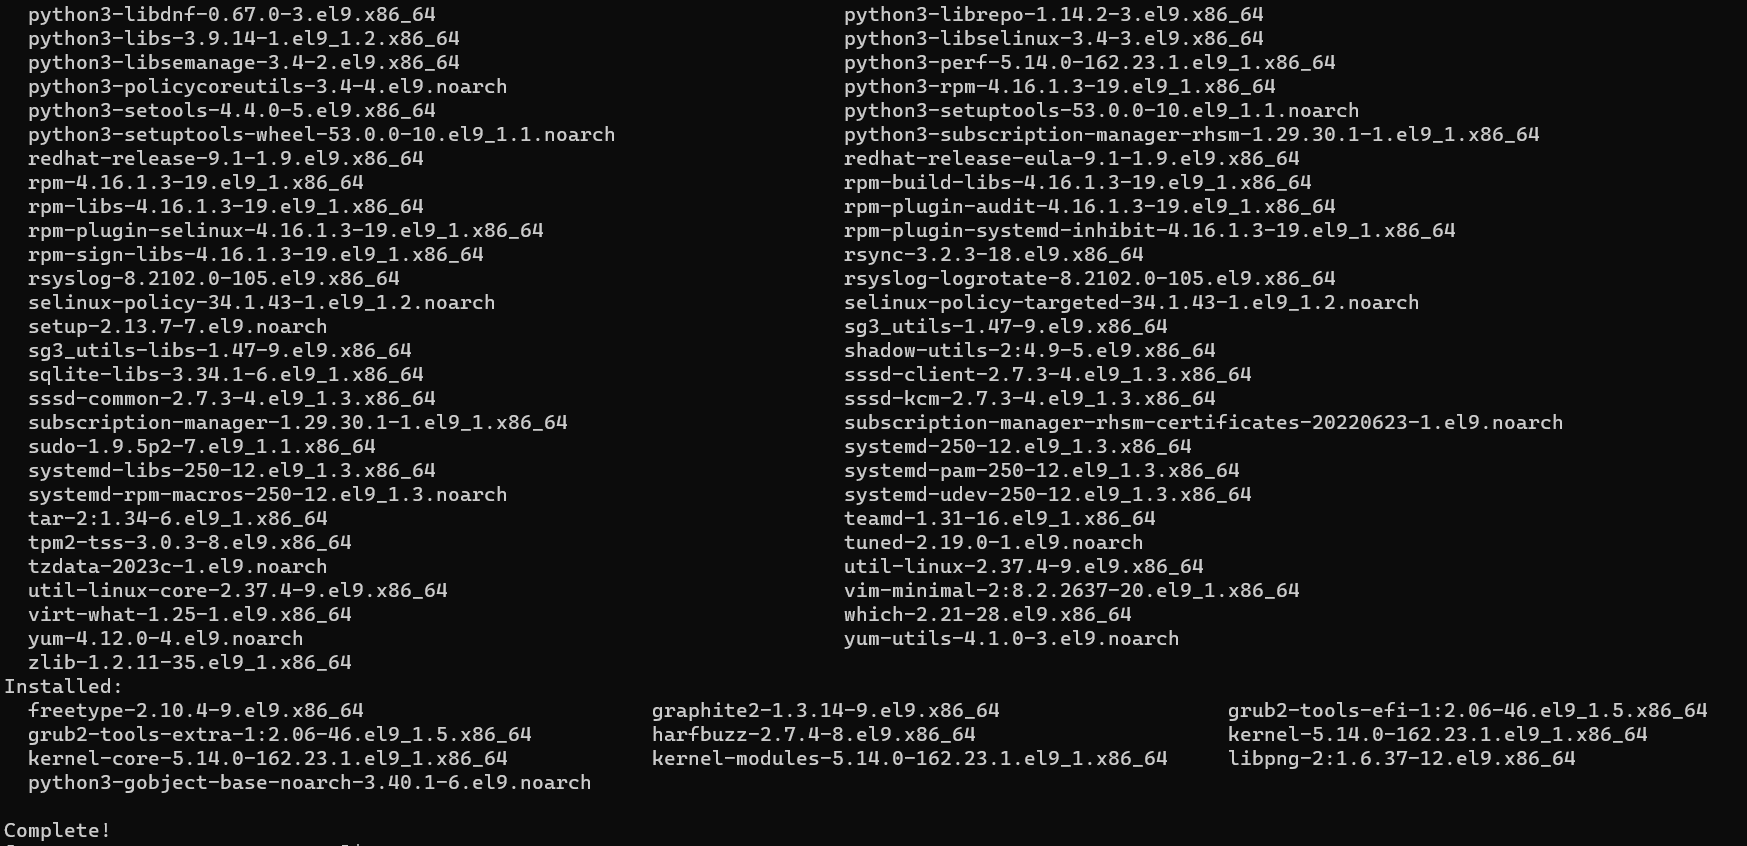 python3-libdnf-0.67.0-3.el9.x86_64 python3-librepo-1.14.2-3.el9.x86_64
python3-libs-3.9.14-1.el9_1.2.x86_64 python3-libselinux-3.4-3.el9.x86_64
python3-libsemanage-3.4-2.el9.x86_64 python3-perf-5.14.0-162.23.1.el9_1.x86_64
python3-policycoreutils-3.4-4.el9.noarch python3-rpm-4.16.1.3-19.el9_1.x86_64
python3-setools-4.4.0-5.el9.x86_64 python3-setuptools-53.0.0-10.el9_1.1.noarch
python3-setuptools-wheel-53.0.0-10.el9_1.1.noarch python3-subscription-manager-rhsm-1.29.30.1-1.el9_1.x86_64
redhat-release-9.1-1.9.el9.x86_64 redhat-release-eula-9.1-1.9.el9.x86_64
rpm-4.16.1.3-19.el9_1.x86_64 rpm-build-libs-4.16.1.3-19.el9_1.x86_64
rpm-libs-4.16.1.3-19.el9_1.x86_64 rpm-plugin-audit-4.16.1.3-19.el9_1.x86_64
rpm-plugin-selinux-4.16.1.3-19.el9_1.x86_64 rpm-plugin-systemd-inhibit-4.16.1.3-19.el9_1.x86_64
rpm-sign-libs-4.16.1.3-19.el9_1.x86_64 rsync-3.2.3-18.el9.x86_64
rsyslog-8.2102.0-105.el9.x86_64 rsyslog-logrotate-8.2102.0-105.el9.x86_64
selinux-policy-34.1.43-1.el9_1.2.noarch selinux-policy-targeted-34.1.43-1.el9_1.2.noarch
setup-2.13.7-7.el9.noarch sg3_utils-1.47-9.el9.x86_64
sg3_utils-libs-1.47-9.el9.x86_64 shadow-utils-2:4.9-5.el9.x86_64
sqlite-libs-3.34.1-6.el9_1.x86_64 sssd-client-2.7.3-4.el9_1.3.x86_64
sssd-common-2.7.3-4.el9_1.3.x86_64 sssd-kcm-2.7.3-4.el9_1.3.x86_64
subscription-manager-1.29.30.1-1.el9_1.x86_64 subscription-manager-rhsm-certificates-20220623-1.el9.noarch
sudo-1.9.5p2-7.el9_1.1.x86_64 systemd-250-12.el9_1.3.x86_64
systemd-libs-250-12.el9_1.3.x86_64 systemd-pam-250-12.el9_1.3.x86_64
systemd-rpm-macros-250-12.el9_1.3.noarch systemd-udev-250-12.el9_1.3.x86_64
tar-2:1.34-6.el9_1.x86_64 teamd-1.31-16.el9_1.x86_64
tpm2-tss-3.0.3-8.el9.x86_64 tuned-2.19.0-1.el9.noarch
tzdata-2023c-1.el9.noarch util-linux-2.37.4-9.el9.x86_64
util-linux-core-2.37.4-9.el9.x86_64 vim-minimal-2:8.2.2637-20.el9_1.x86_64
virt-what-1.25-1.el9.x86_64 which-2.21-28.el9.x86_64
yum-4.12.0-4.el9.noarch yum-utils-4.1.0-3.el9.noarch
zlib-1.2.11-35.el9_1.x86_64
Installed:
freetype-2.10.4-9.el9.x86_64 graphite2-1.3.14-9.el9.x86_64 grub2-tools-efi-1:2.06-46.el9_1.5.x86_64
grub2-tools-extra-1:2.06-46.el9_1.5.x86_64 harfbuzz-2.7.4-8.el9.x86_64 kernel-5.14.0-162.23.1.el9_1.x86_64
kernel-core-5.14.0-162.23.1.el9_1.x86_64 kernel-modules-5.14.0-162.23.1.el9_1.x86_64 libpng-2:1.6.37-12.el9.x86_64
python3-gobject-base-noarch-3.40.1-6.el9.noarch
Complete!